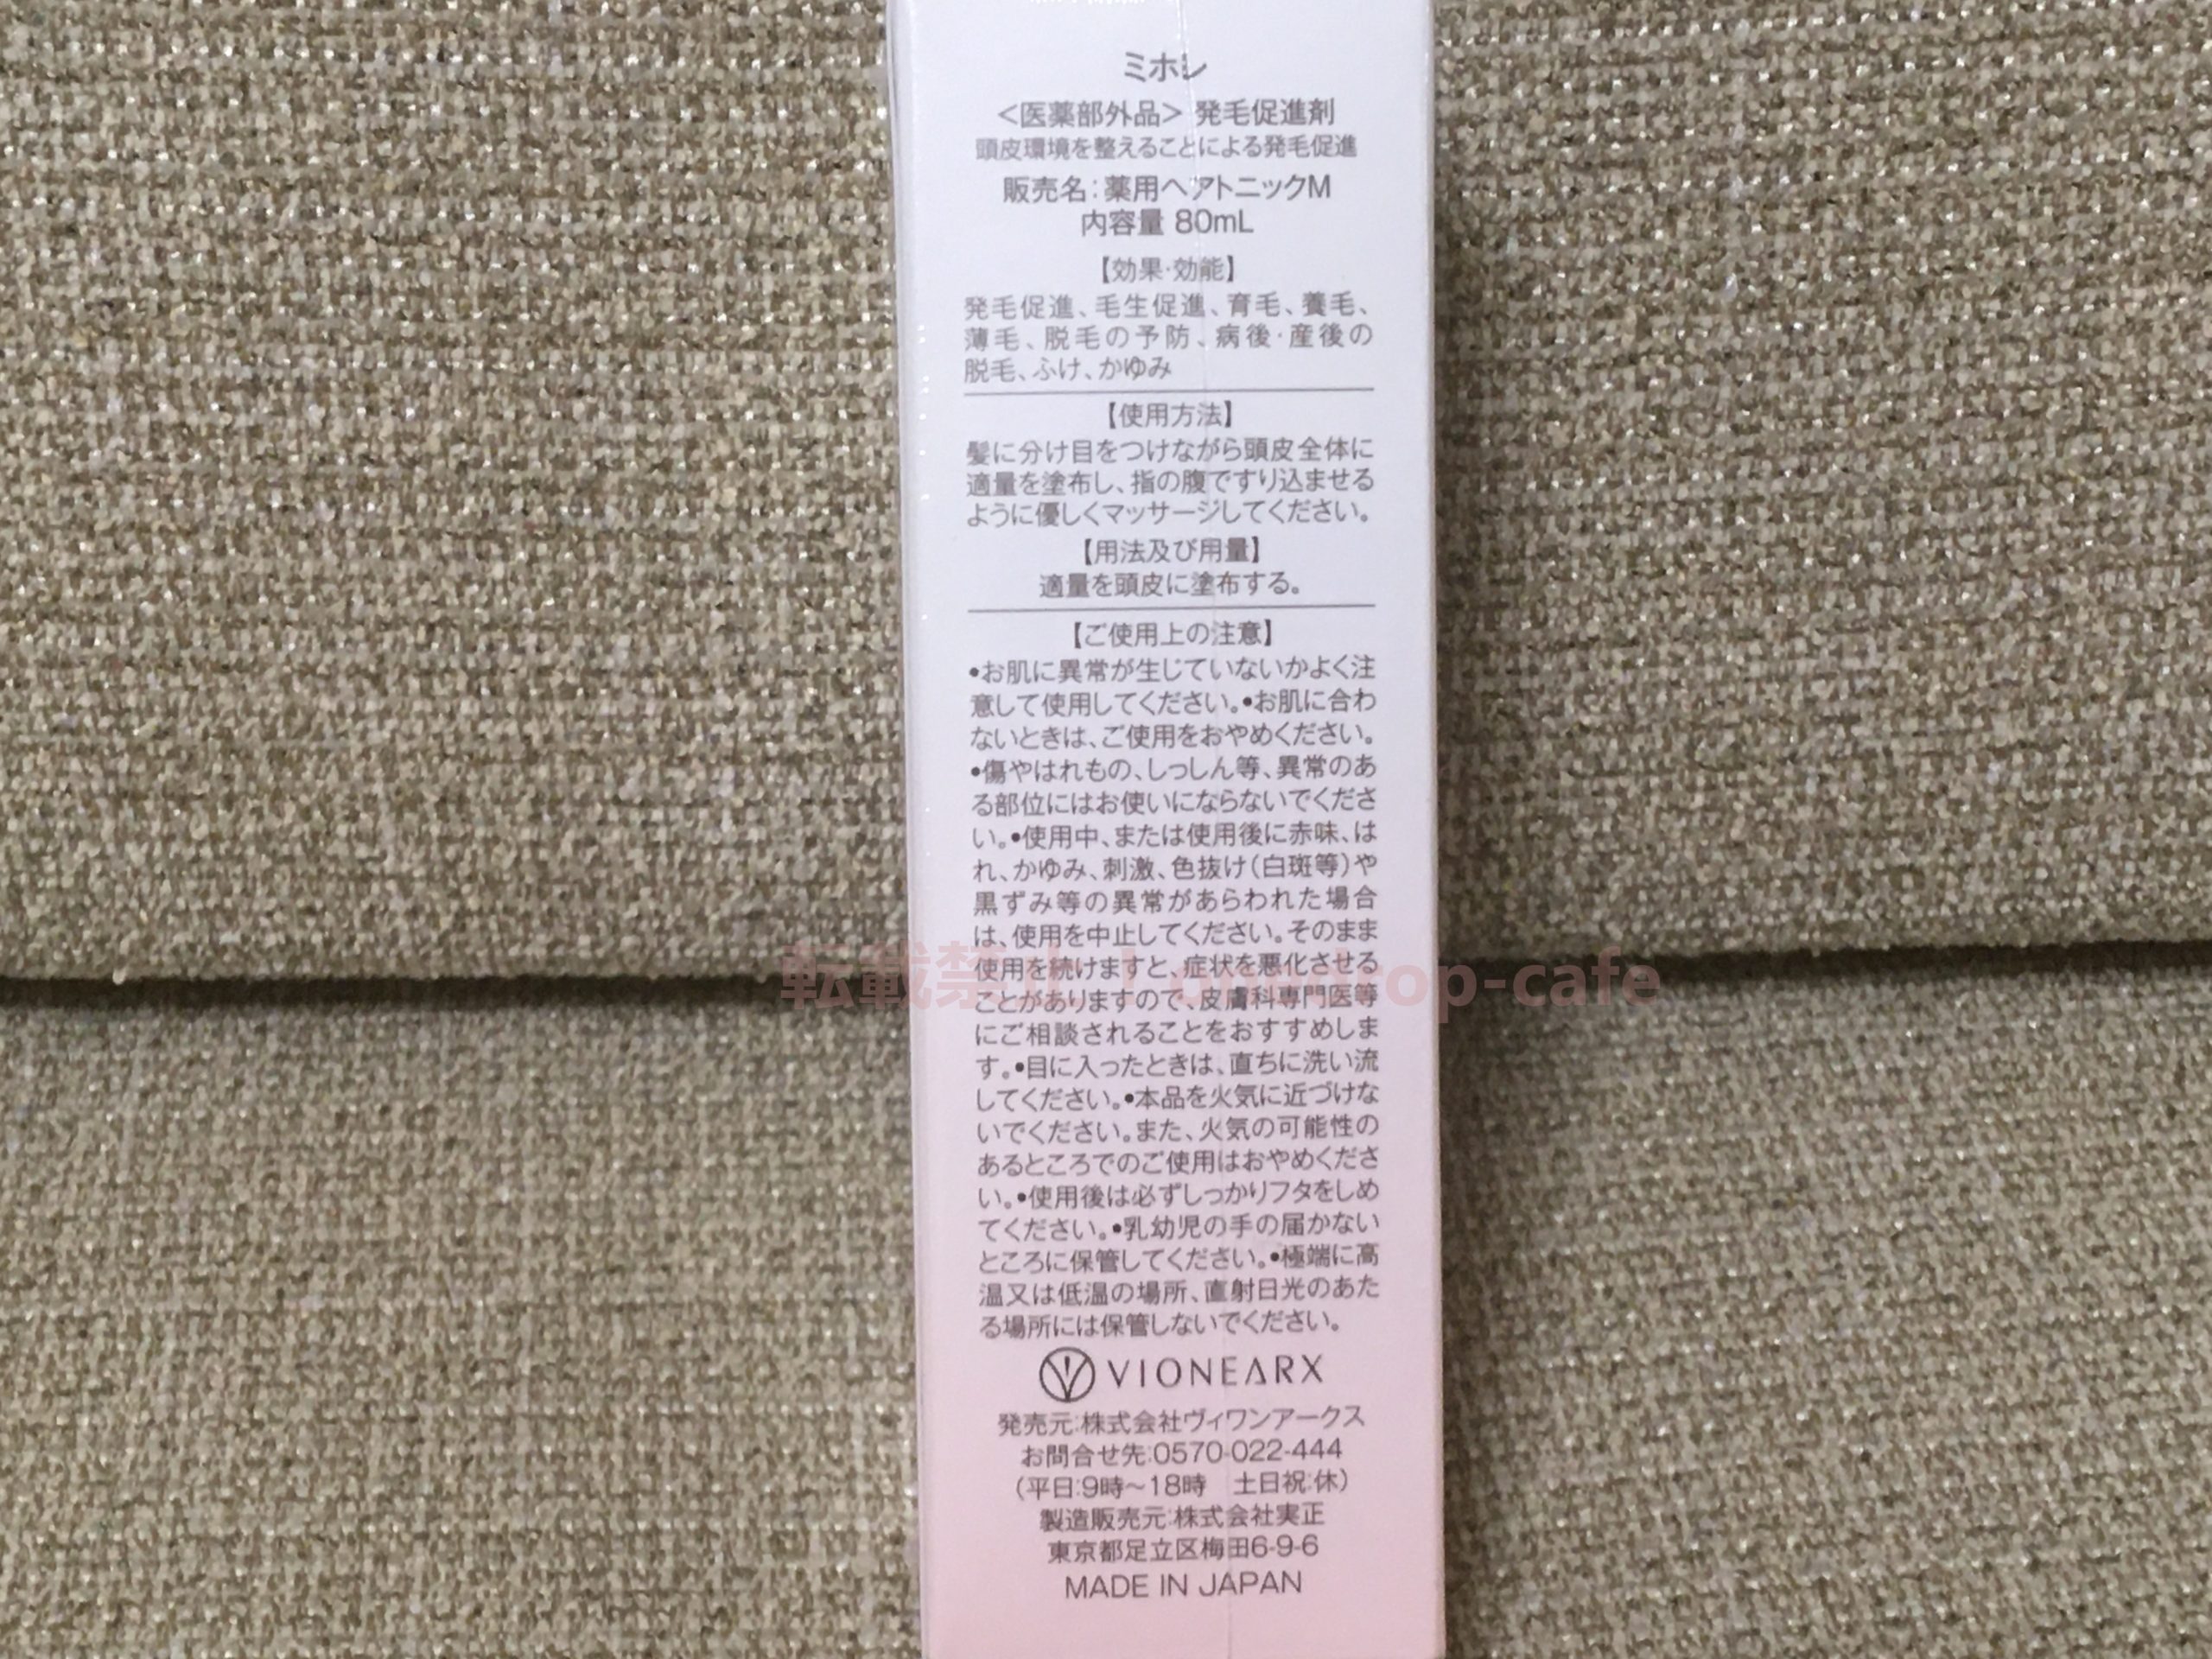 ミホレ
<医薬部外品> 発毛促進剤
頭皮環境を整えることによる発毛促進
販売名:薬用ヘアトニックM
内容量 80mL
【効果·効能】
発毛促進、毛生促進、育毛、養毛、
薄毛、脱毛の予防、病後·産後の
脱毛、ふけ、かゆみ
【使用方法】
髪に分け目をつけながら頭皮全体に
適量を塗布し、指の腹ですり込ませる
ように優しくマッサージしてください。
【用法及び用量】
適量を頭皮に塗布する。
【ご使用上の注意】
•お肌に異常が生じていないかよく注
意して使用してください。•お肌に合わ
ないときは、ご使用をおやめください。
•傷やはれもの、しっしん等、異常のあ
る部位にはお使いにならないでくださ
い。•使用中、または使用後に赤味、は
れ、かゆみ、刺激、色抜け(白斑等)や
黒ずみ等の異常があらわれた場合
は、使用を中止してください。そのまま
使用を続けますと、症状を悪化させる
ことがありますので、皮膚科専門医等
にご相談されることをおすすめしま
す。•目に入ったときは、直ちに洗い流
してください。•本品を火気に近づけな
いでください。また、火気の可能性の
あるところでのご使用はおやめくださ
い。•使用後は必ずしっかりフタをしめ
てください。•乳幼児の手の届かない
ところに保管してください。•極端に高
温又は低温の場所、直射日光のあた
る場所には保管しないでください。
VIONEARX
発売元:株式会社ヴィワンアークス
お問合せ先:0570-022-444
(平日:9時~18時 土日祝:休)
製造販売元:株式会社実正
東京都足立区梅田6-9-6
MADE IN JAPAN